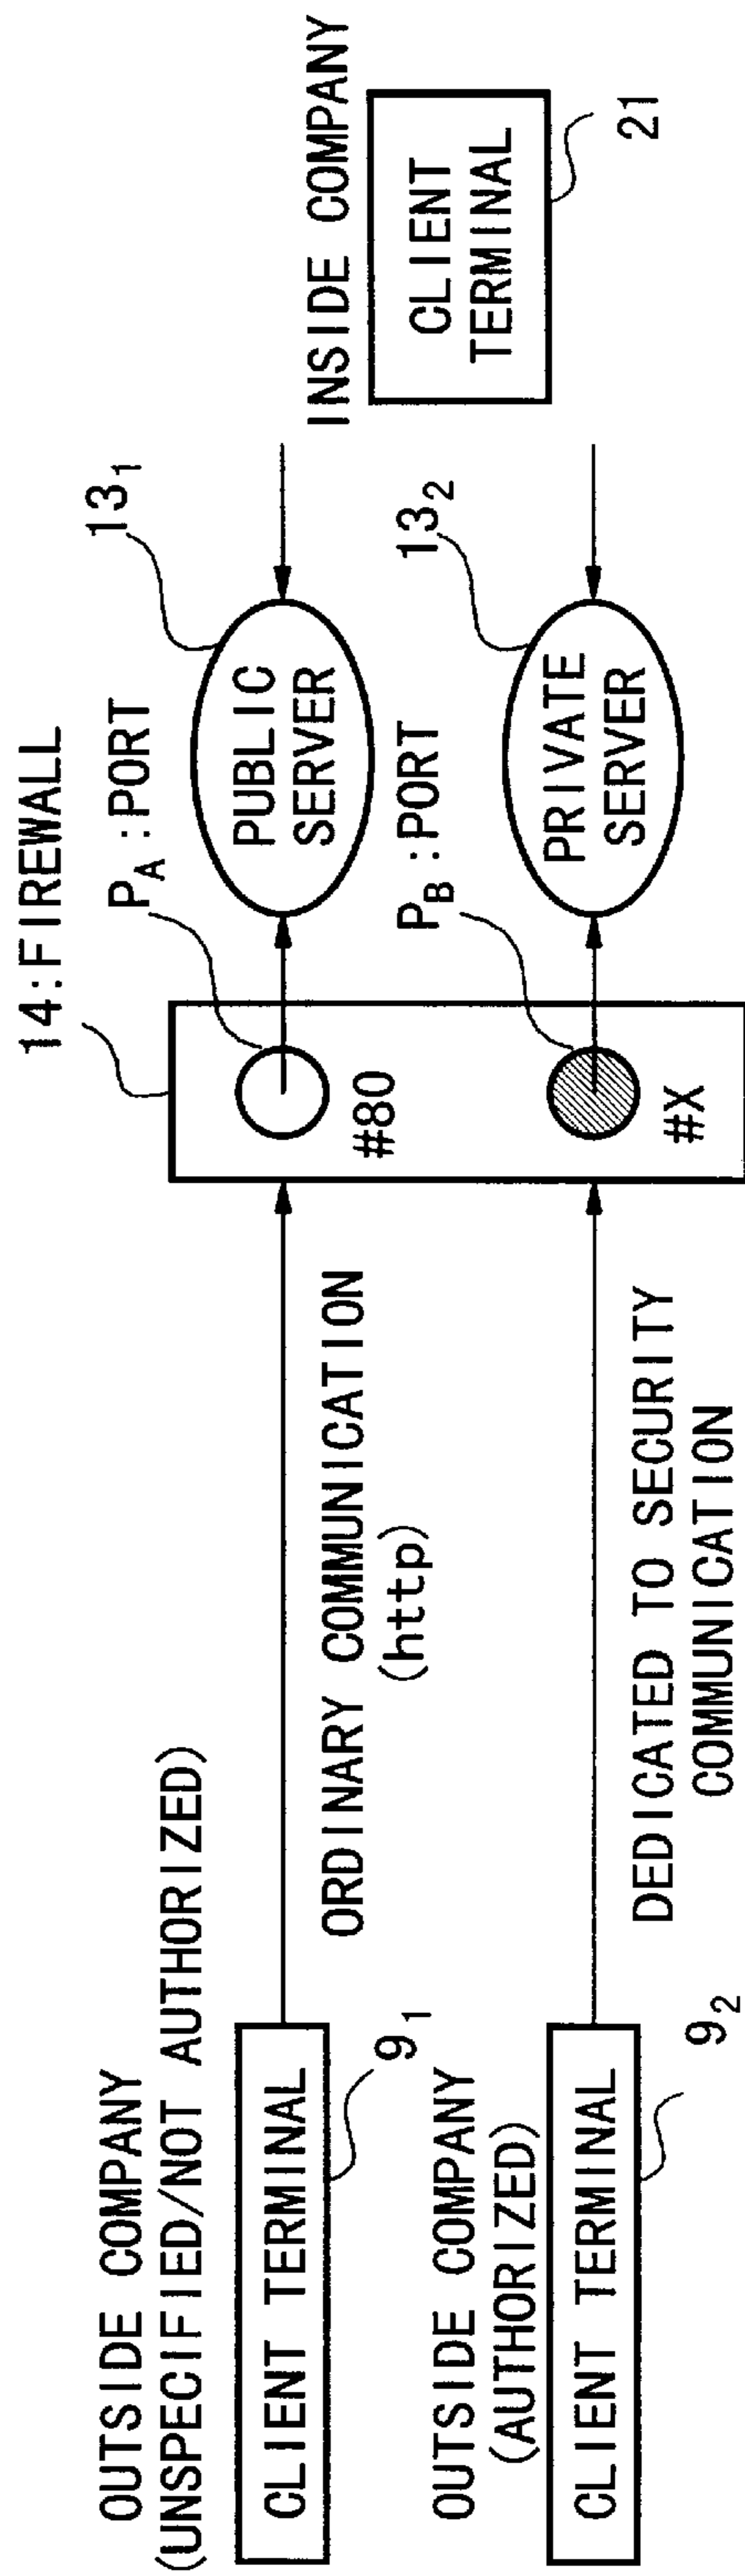 14:FIREWALL
OUTSIDE COMPANY
(UNSPECIFIED/NOT AUTHORIZED)
CLIENT TERMINAL
9₁
ORDINARY COMMUNICATION
(http)
P_A:PORT
#80
PUBLIC
SERVER
13₁
INSIDE COMPANY
CLIENT
TERMINAL
21
OUTSIDE COMPANY
(AUTHORIZED)
CLIENT TERMINAL
9₂
DEDICATED TO SECURITY
COMMUNICATION
P_B:PORT
#X
PRIVATE
SERVER
13₂